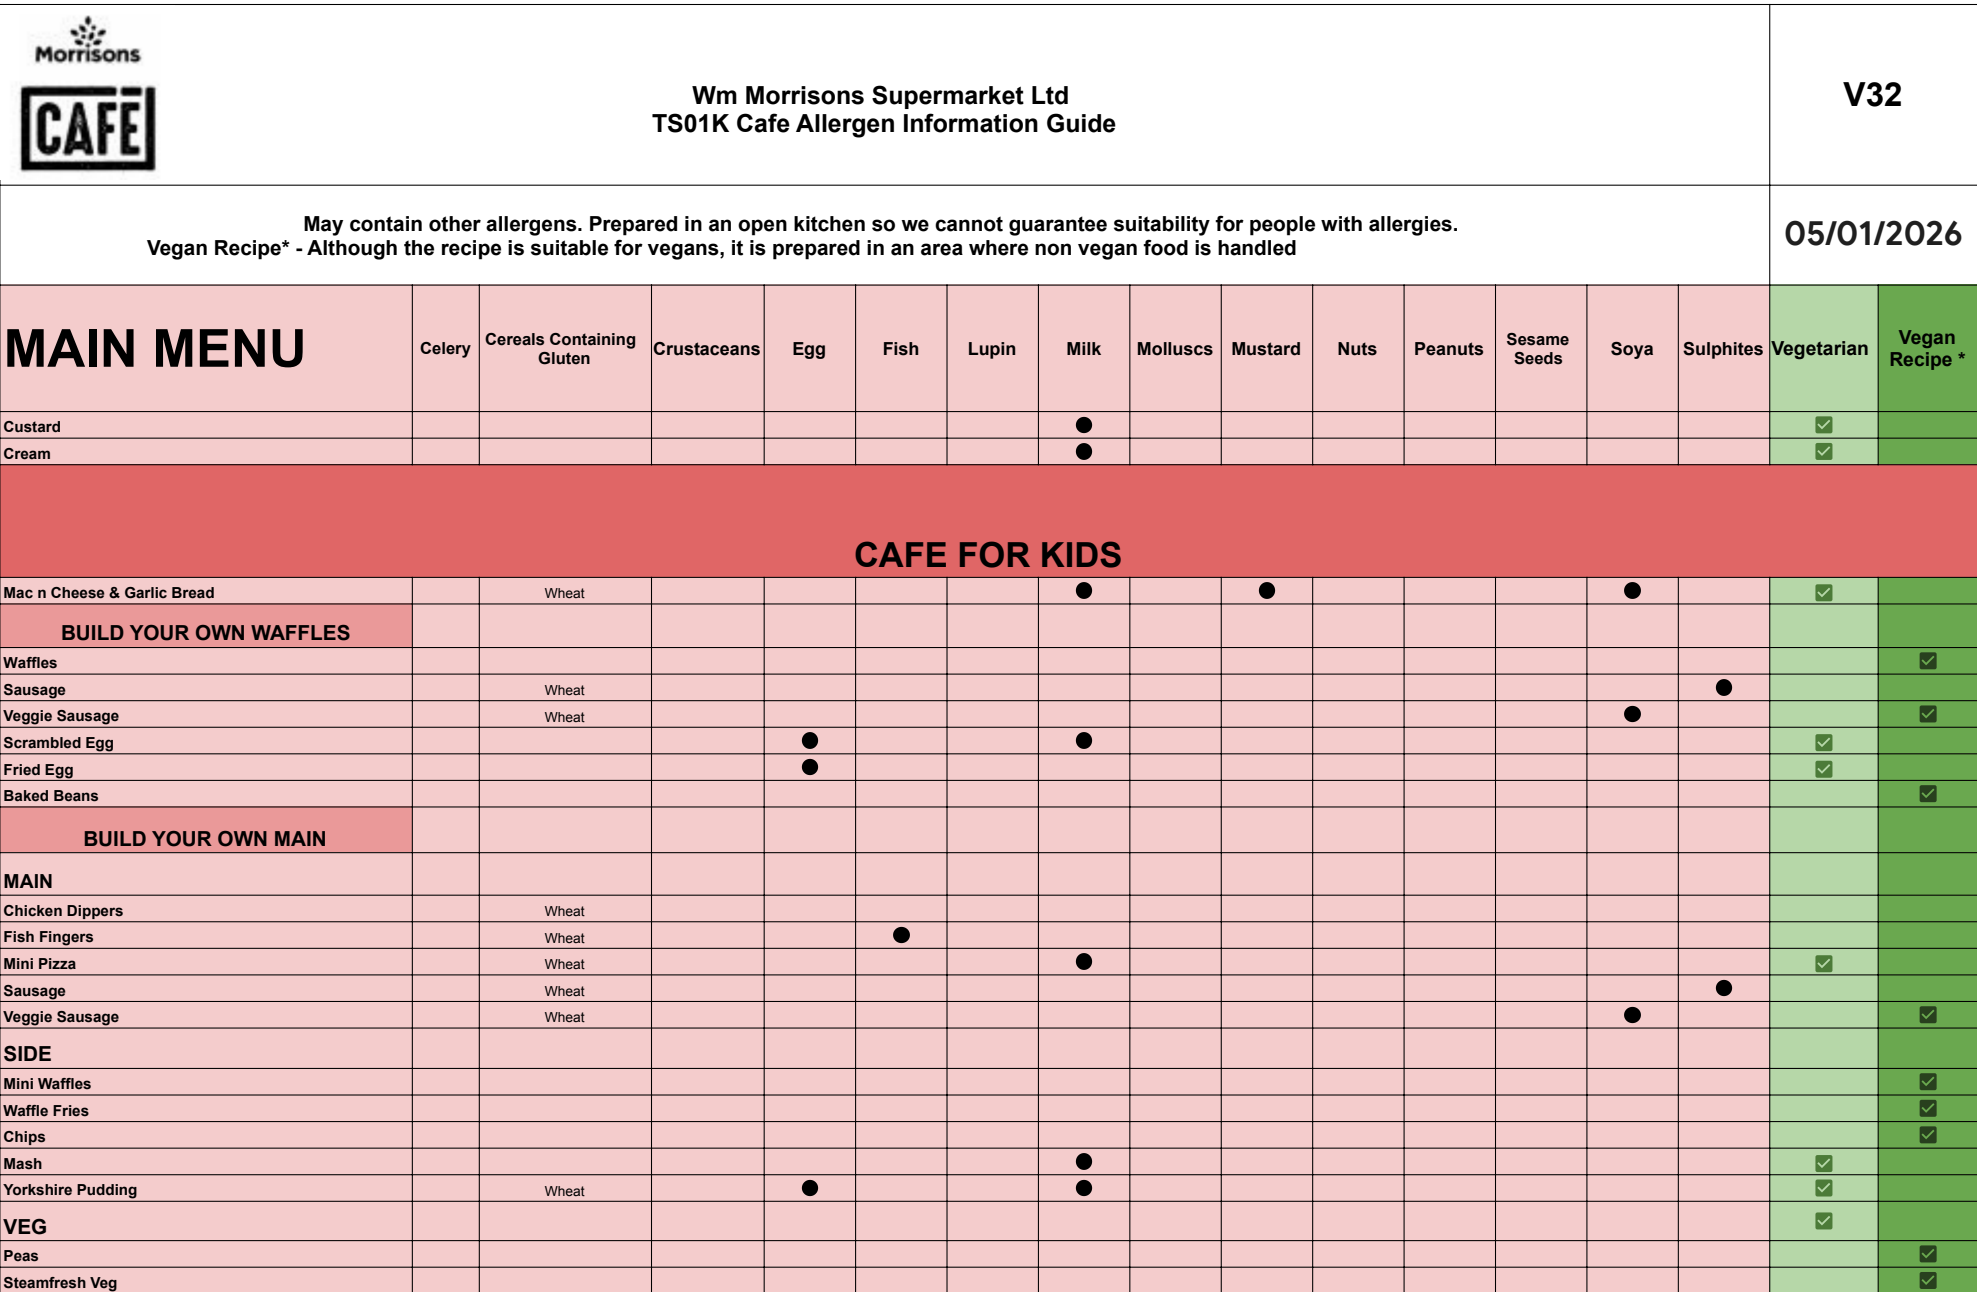 Morrisons
CAFÉ
Wm Morrisons Supermarket Ltd
TS01K Cafe Allergen Information Guide
V32
May contain other allergens. Prepared in an open kitchen so we cannot guarantee suitability for people with allergies.
Vegan Recipe* - Although the recipe is suitable for vegans, it is prepared in an area where non vegan food is handled
05/01/2026
MAIN MENU Celery Cereals Containing Gluten Crustaceans Egg Fish Lupin Milk Molluscs Mustard Nuts Peanuts Sesame Seeds Soya Sulphites Vegetarian Vegan Recipe *
Custard ● ☑
Cream ● ☑
CAFE FOR KIDS
Mac n Cheese & Garlic Bread Wheat ● ● ● ☑
BUILD YOUR OWN WAFFLES
Waffles ☑
Sausage Wheat ●
Veggie Sausage Wheat ● ☑
Scrambled Egg ● ● ☑
Fried Egg ● ☑
Baked Beans ☑
BUILD YOUR OWN MAIN
MAIN
Chicken Dippers Wheat
Fish Fingers Wheat ●
Mini Pizza Wheat ● ☑
Sausage Wheat ●
Veggie Sausage Wheat ● ☑
SIDE
Mini Waffles ☑
Waffle Fries ☑
Chips ☑
Mash ● ☑
Yorkshire Pudding Wheat ● ● ☑
VEG ☑
Peas ☑
Steamfresh Veg ☑